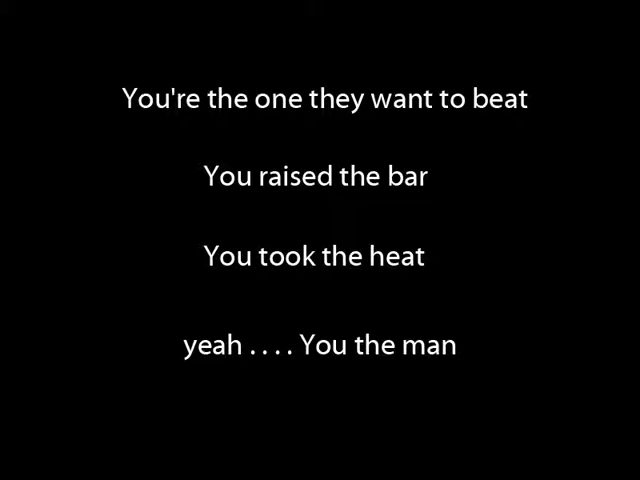 You're the one they want to beat
You raised the bar
You took the heat
yeah . . . . You the man